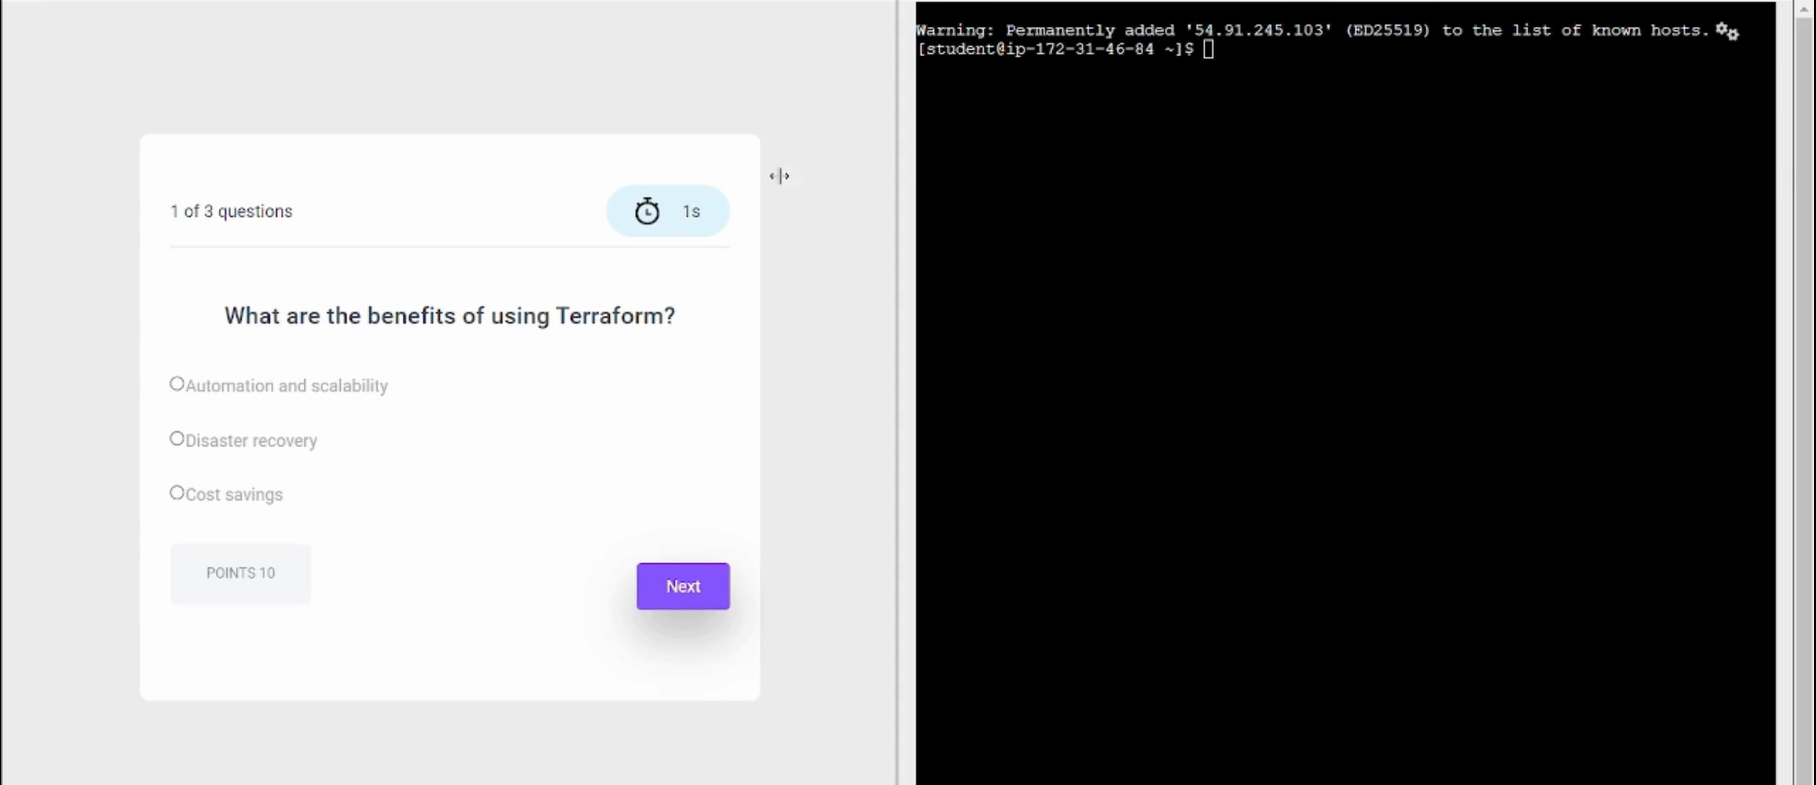 1 of 3 questions
1s
What are the benefits of using Terraform?
Automation and scalability
Disaster recovery
Cost savings
POINTS 10
Next
Warning: Permanently added '54.91.245.103' (ED25519) to the list of known hosts.
[student@ip-172-31-46-84 ~]$